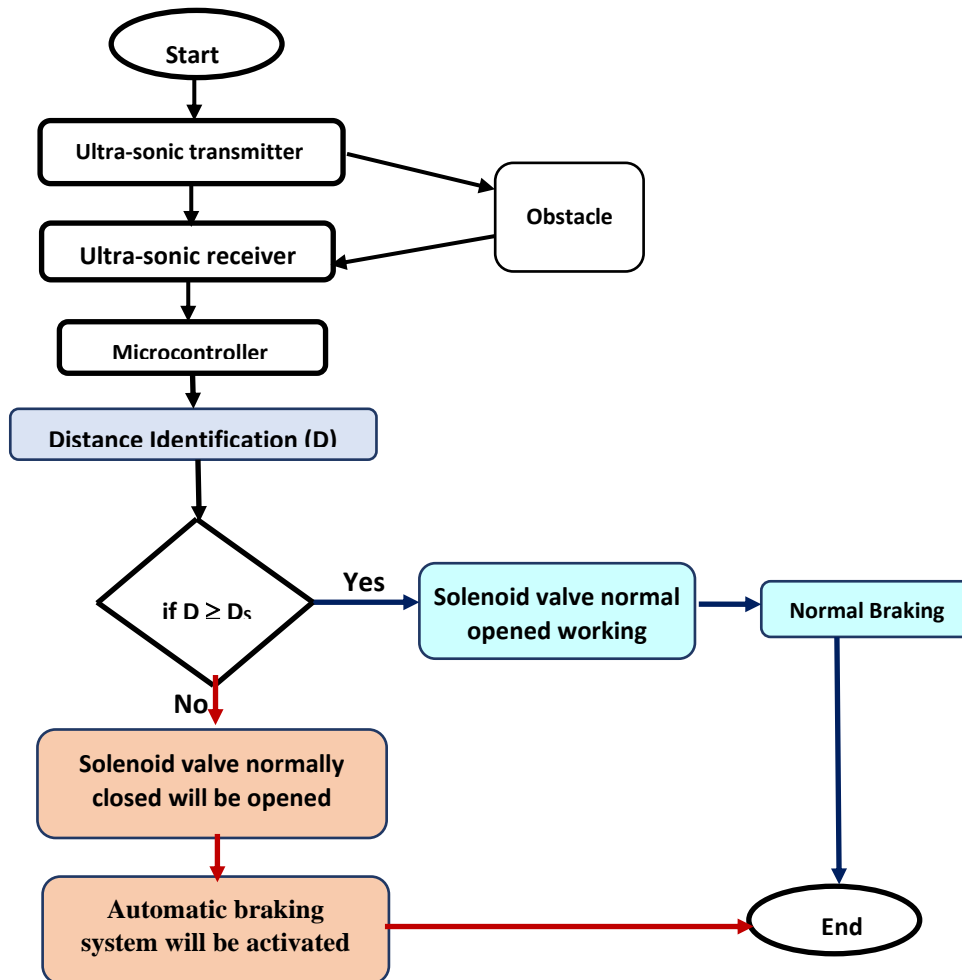 Start
Ultra-sonic transmitter
Obstacle
Ultra-sonic receiver
Microcontroller
Distance Identification (D)
if D ≥ Ds
Yes
Solenoid valve normal
opened working
Normal Braking
No
Solenoid valve normally
closed will be opened
Automatic braking
system will be activated
End